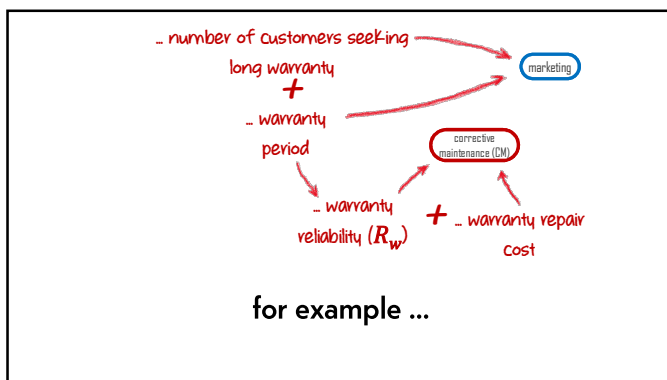 ... number of customers seeking
long warranty
marketing
+
... warranty
period
corrective
maintenance (CM)
... warranty
reliability (R_w)
+
... warranty repair
cost
for example ...